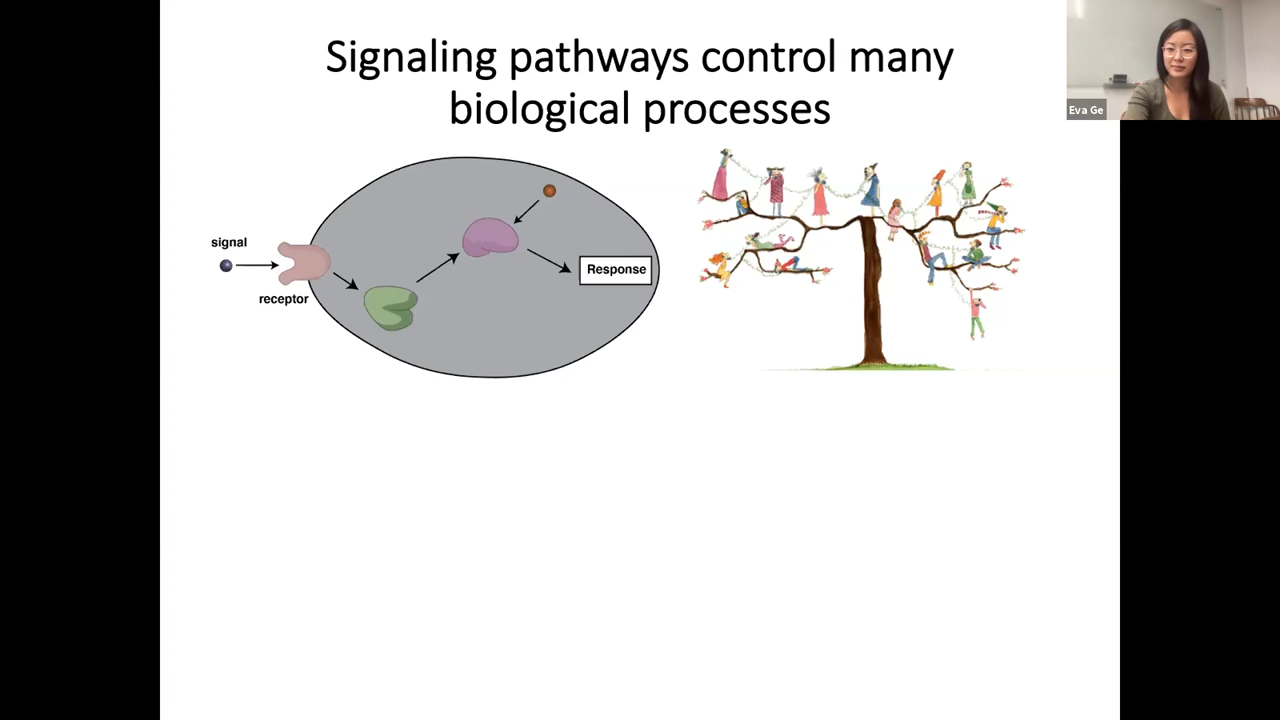 Signaling pathways control many
biological processes
Eva Ge
signal
receptor
Response